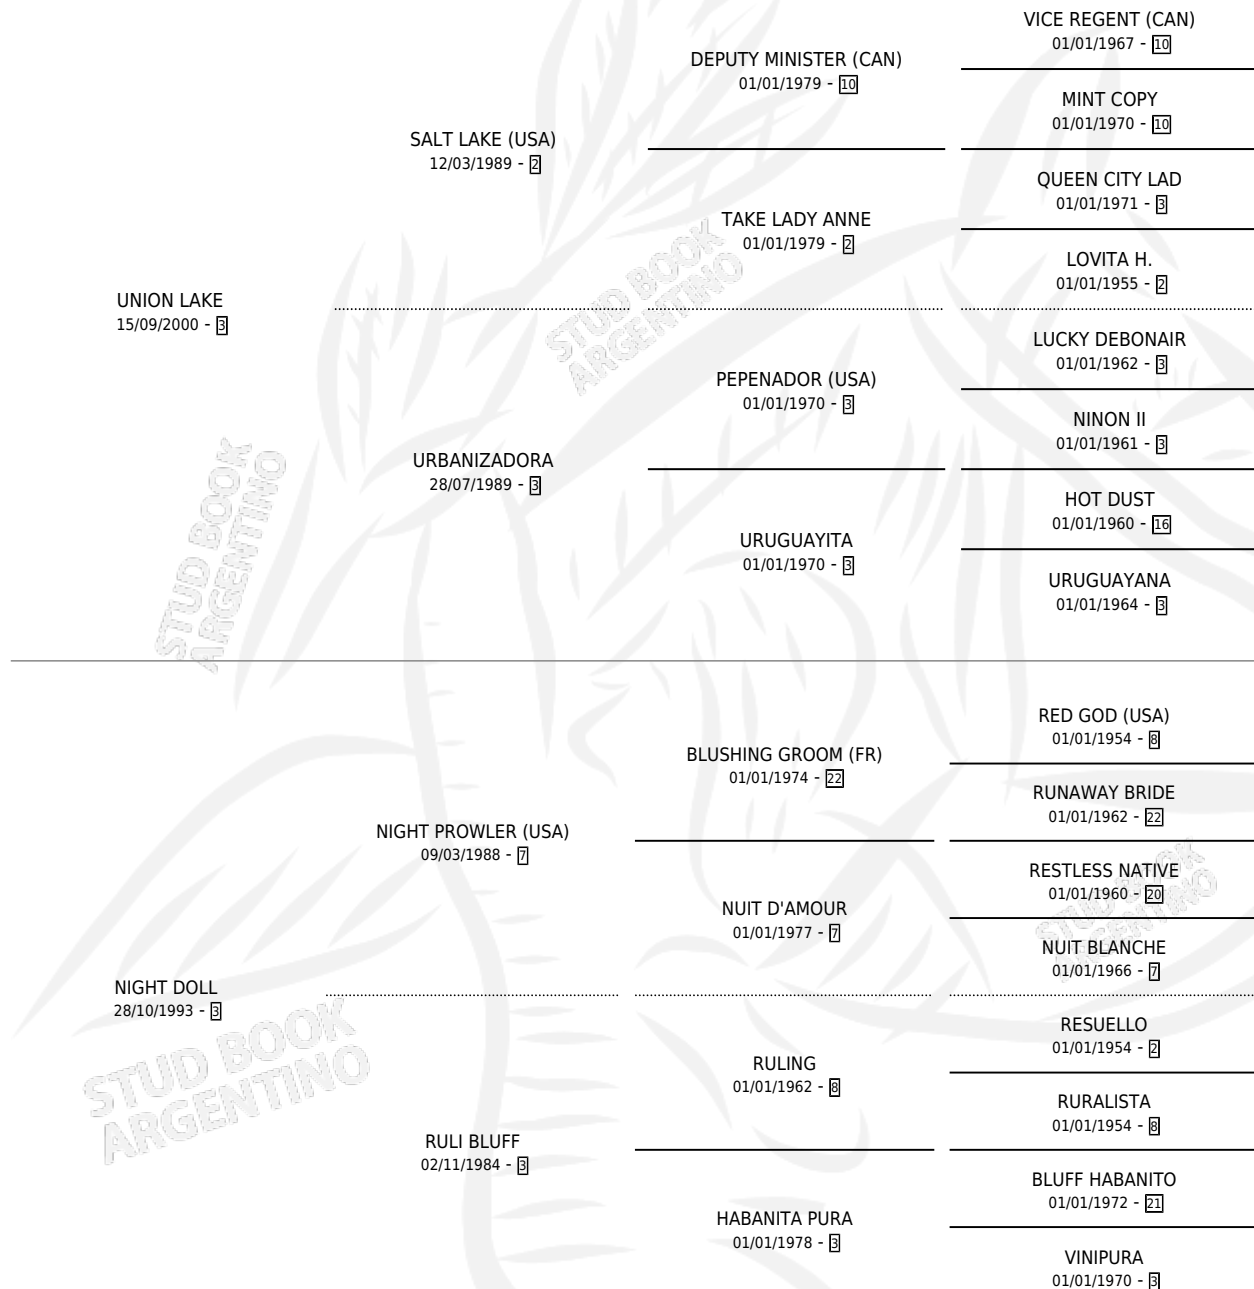 VICE REGENT (CAN)
01/01/1967 - 10
DEPUTY MINISTER (CAN)
01/01/1979 - 10
MINT COPY
01/01/1970 - 10
SALT LAKE (USA)
12/03/1989 - 2
QUEEN CITY LAD
01/01/1971 - 3
TAKE LADY ANNE
01/01/1979 - 2
LOVITA H.
01/01/1955 - 2
UNION LAKE
15/09/2000 - 3
STUD BOOK
ARGENTINO
LUCKY DEBONAIR
01/01/1962 - 3
PEPENADOR (USA)
01/01/1970 - 3
NINON II
01/01/1961 - 3
URBANIZADORA
28/07/1989 - 3
HOT DUST
01/01/1960 - 16
URUGUAYITA
01/01/1970 - 3
URUGUAYANA
01/01/1964 - 3
STUD BOOK
ARGENTINO
RED GOD (USA)
01/01/1954 - 8
BLUSHING GROOM (FR)
01/01/1974 - 22
RUNAWAY BRIDE
01/01/1962 - 22
NIGHT PROWLER (USA)
09/03/1988 - 7
RESTLESS NATIVE
01/01/1960 - 20
STUD BOOK
ARGENTINO
NUIT D'AMOUR
01/01/1977 - 7
NUIT BLANCHE
01/01/1966 - 7
NIGHT DOLL
28/10/1993 - 3
STUD BOOK
ARGENTINO
RESUELLO
01/01/1954 - 2
RULING
01/01/1962 - 8
RURALISTA
01/01/1954 - 8
RULI BLUFF
02/11/1984 - 3
BLUFF HABANITO
01/01/1972 - 21
HABANITA PURA
01/01/1978 - 3
VINIPURA
01/01/1970 - 3